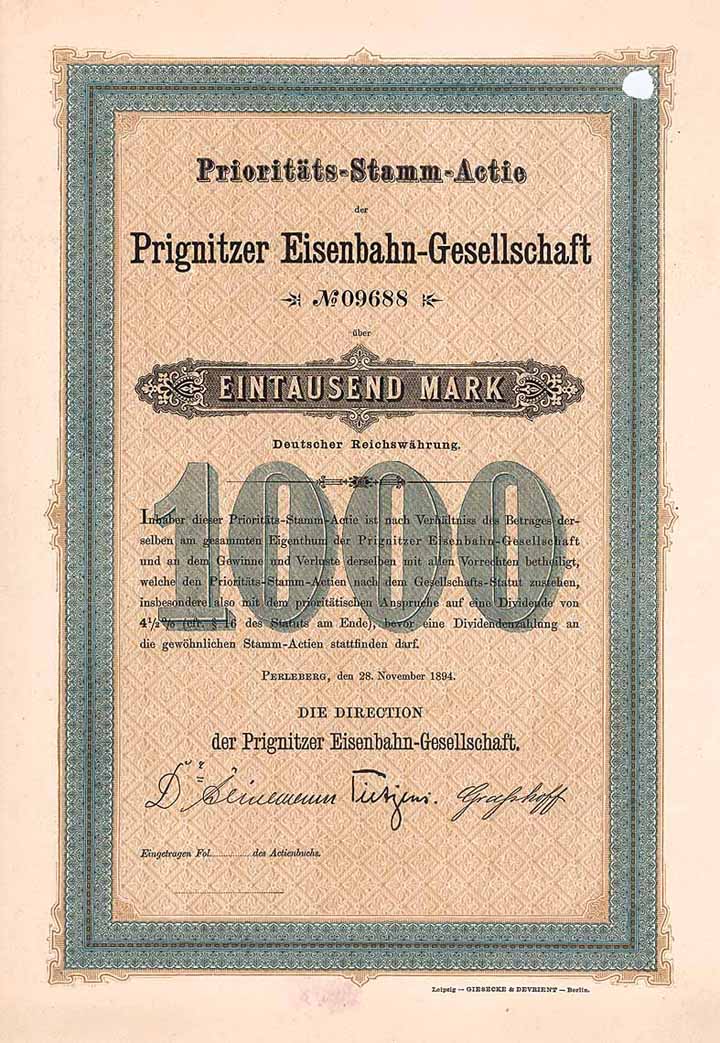 Prioritäts-Stamm-Actie
der
Prignitzer Eisenbahn-Gesellschaft
№ 09688
über
EINTAUSEND MARK
Deutscher Reichswährung.
1000
Inhaber dieser Prioritäts-Stamm-Actie ist nach Verhältniss des Betrages der-
selben am gesammten Eigenthum der Prignitzer Eisenbahn-Gesellschaft
und an dem Gewinne und Verluste derselben mit allen Vorrechten betheiligt,
welche den Prioritäts-Stamm-Actien nach dem Gesellschafts-Statut zustehen,
insbesondere also mit dem prioritätischen Anspruche auf eine Dividende von
4½% (cfr. § 16 des Statuts am Ende), bevor eine Dividendenzahlung an
die gewöhnlichen Stamm-Actien stattfinden darf.
PERLEBERG, den 28. November 1894.
DIE DIRECTION
der Prignitzer Eisenbahn-Gesellschaft.
Eingetragen Fol............ des Actienbuchs.
Leipzig — GIESECKE & DEVRIENT — Berlin.